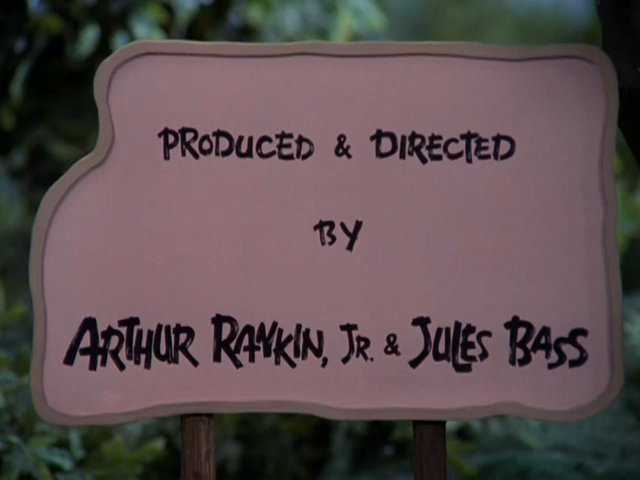 PRODUCED & DIRECTED
BY
ARTHUR RANKIN, JR. & JULES BASS